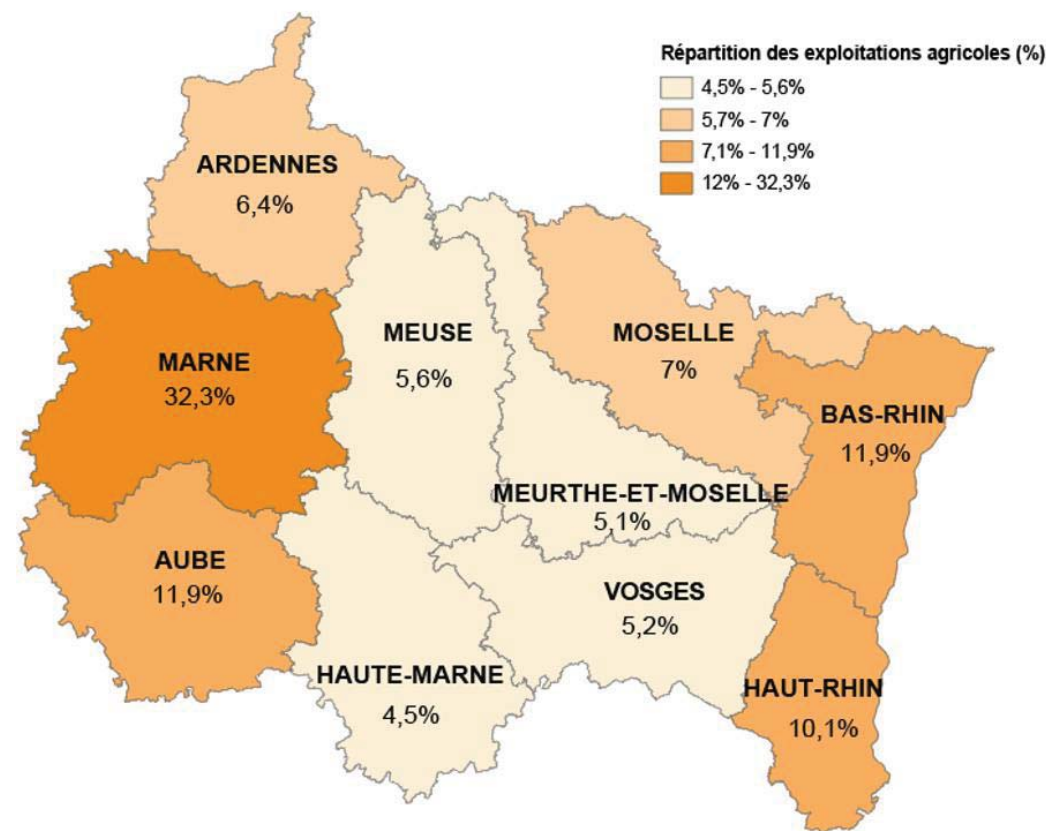 Répartition des exploitations agricoles (%)
4,5% - 5,6%
5,7% - 7%
7,1% - 11,9%
12% - 32,3%
ARDENNES
6,4%
MEUSE
5,6%
MOSELLE
7%
MARNE
32,3%
BAS-RHIN
11,9%
MEURTHE-ET-MOSELLE
5,1%
AUBE
11,9%
VOSGES
5,2%
HAUTE-MARNE
4,5%
HAUT-RHIN
10,1%